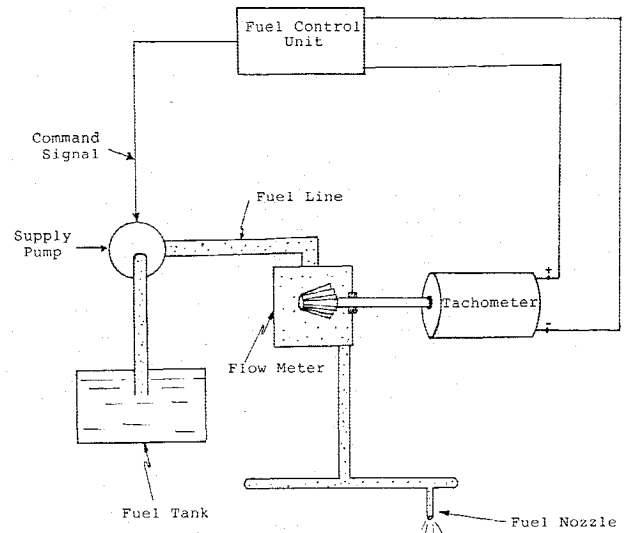 Fuel Control
Unit
Command
Signal
Fuel Line
Supply
Pump
+
Tachometer
-
Flow Meter
Fuel Tank
Fuel Nozzle